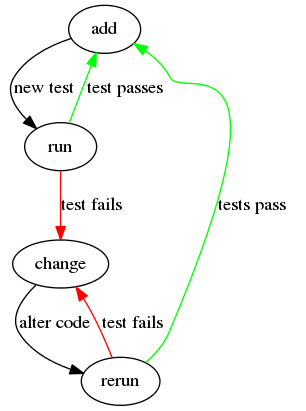 add
new test
test passes
run
test fails
tests pass
change
alter code
test fails
rerun